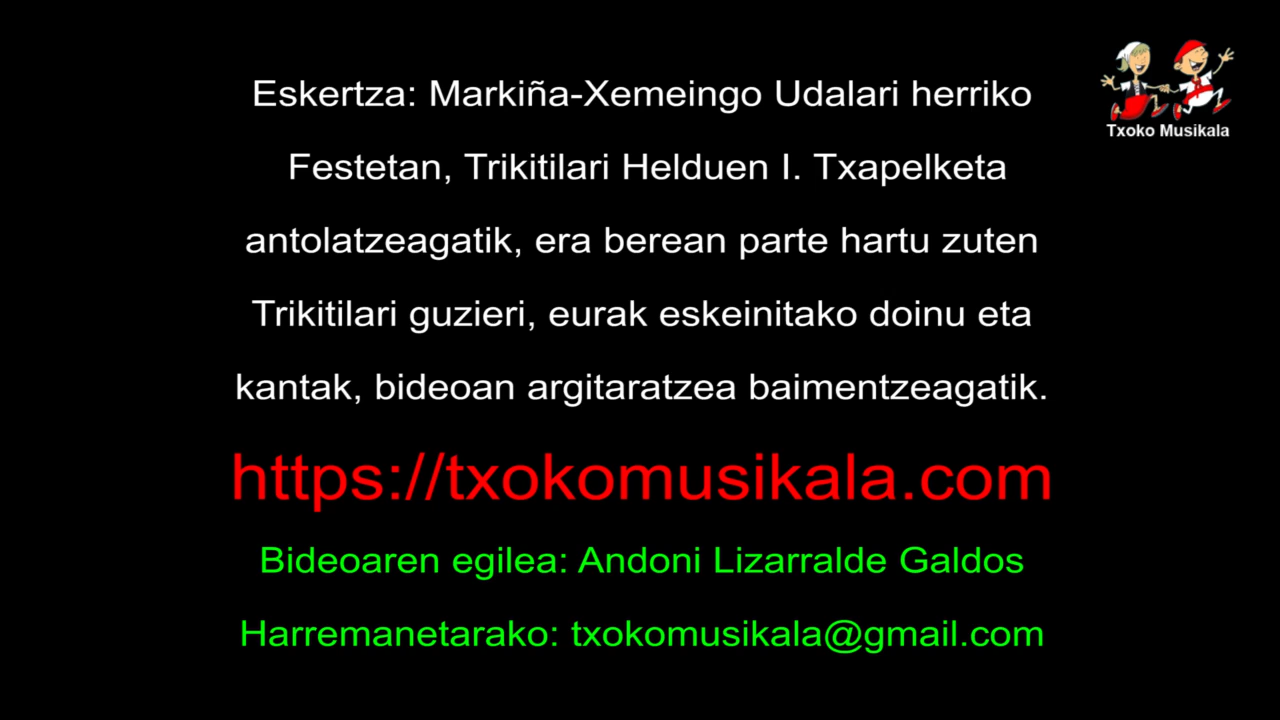 Eskertza: Markiña-Xemeingo Udalari herriko
Festetan, Trikitilari Helduen I. Txapelketa
antolatzeagatik, era berean parte hartu zuten
Trikitilari guzieri, eurak eskeinitako doinu eta
kantak, bideoan argitaratzea baimentzeagatik.
https://txokomusikala.com
Bideoaren egilea: Andoni Lizarralde Galdos
Harremanetarako: txokomusikala@gmail.com
Txoko Musikala